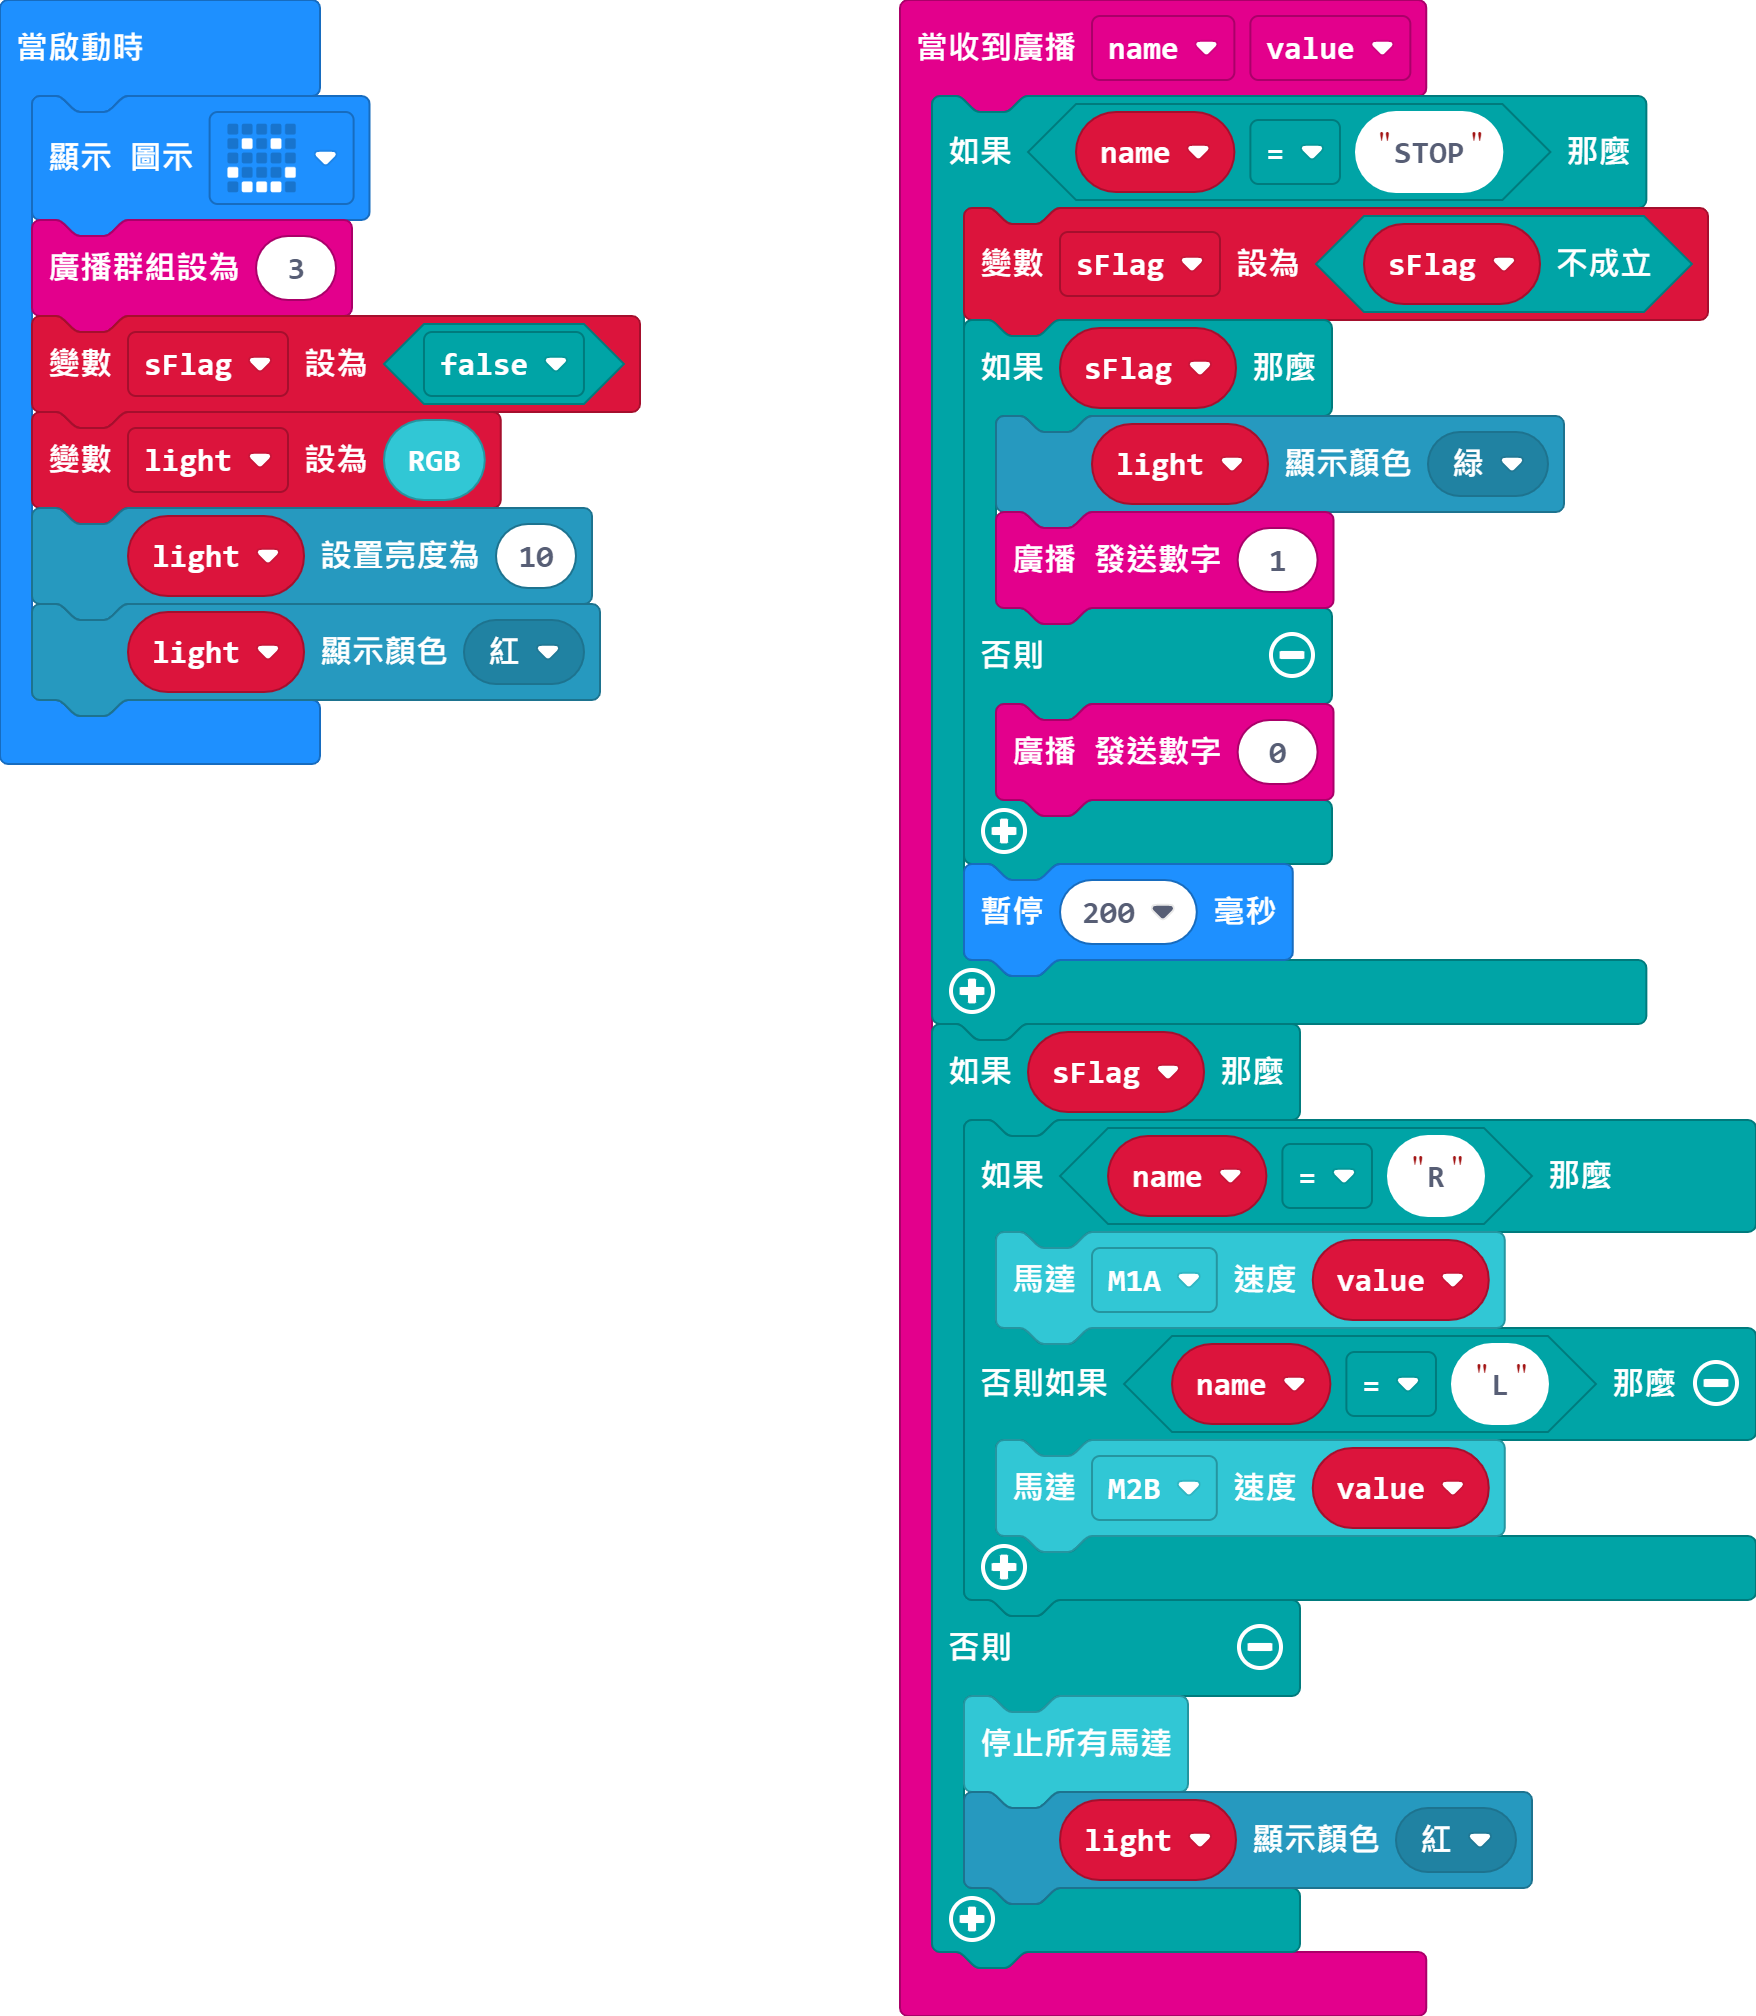 當啟動時
顯示 圖示
廣播群組設為 3
變數 sFlag 設為 false
變數 light 設為 RGB
light 設置亮度為 10
light 顯示顏色 紅
當收到廣播 name value
如果 name = "STOP" 那麼
變數 sFlag 設為 sFlag 不成立
如果 sFlag 那麼
light 顯示顏色 緑
廣播 發送數字 1
否則
廣播 發送數字 0
暫停 200 毫秒
如果 sFlag 那麼
如果 name = "R" 那麼
馬達 M1A 速度 value
否則如果 name = "L" 那麼
馬達 M2B 速度 value
否則
停止所有馬達
light 顯示顏色 紅